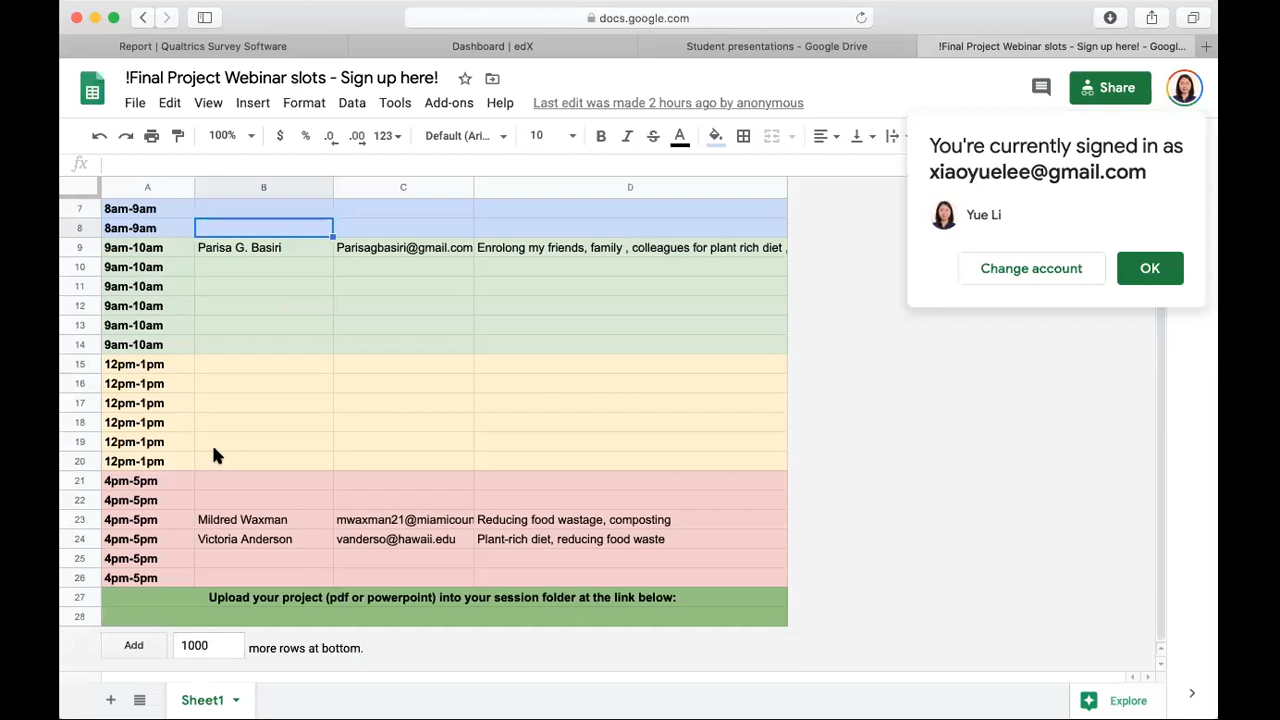 docs.google.com
Report | Qualtrics Survey Software
Dashboard | edX
Student presentations - Google Drive
!Final Project Webinar slots - Sign up here! - Googl...
!Final Project Webinar slots - Sign up here!
File Edit View Insert Format Data Tools Add-ons Help Last edit was made 2 hours ago by anonymous
Share
100% $ % .0 .00 123 Default (Ari... 10 B I S A
fx
You're currently signed in as
xiaoyuelee@gmail.com
Yue Li
Change account OK
A B C D
7 8am-9am
8 8am-9am
9 9am-10am Parisa G. Basiri Parisagbasiri@gmail.com Enrolong my friends, family , colleagues for plant rich diet ,
10 9am-10am
11 9am-10am
12 9am-10am
13 9am-10am
14 9am-10am
15 12pm-1pm
16 12pm-1pm
17 12pm-1pm
18 12pm-1pm
19 12pm-1pm
20 12pm-1pm
21 4pm-5pm
22 4pm-5pm
23 4pm-5pm Mildred Waxman mwaxman21@miamicoun Reducing food wastage, composting
24 4pm-5pm Victoria Anderson vanderso@hawaii.edu Plant-rich diet, reducing food waste
25 4pm-5pm
26 4pm-5pm
27 Upload your project (pdf or powerpoint) into your session folder at the link below:
28
Add 1000 more rows at bottom.
Sheet1
Explore